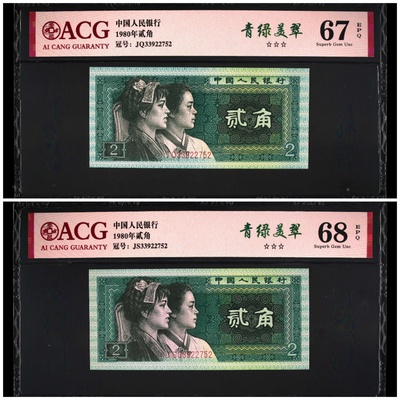 ACG
AI CANG GUARANTY
中国人民银行
1980年贰角
冠号: JQ33922752
青绿美翠
☆☆☆
67 EPQ
Superb Gem Unc
中国人民银行
贰角
2
2
ACG
AI CANG GUARANTY
中国人民银行
1980年贰角
冠号: JS33922752
青绿美翠
☆☆☆
68 EPQ
Superb Gem Unc
中国人民银行
贰角
2
2